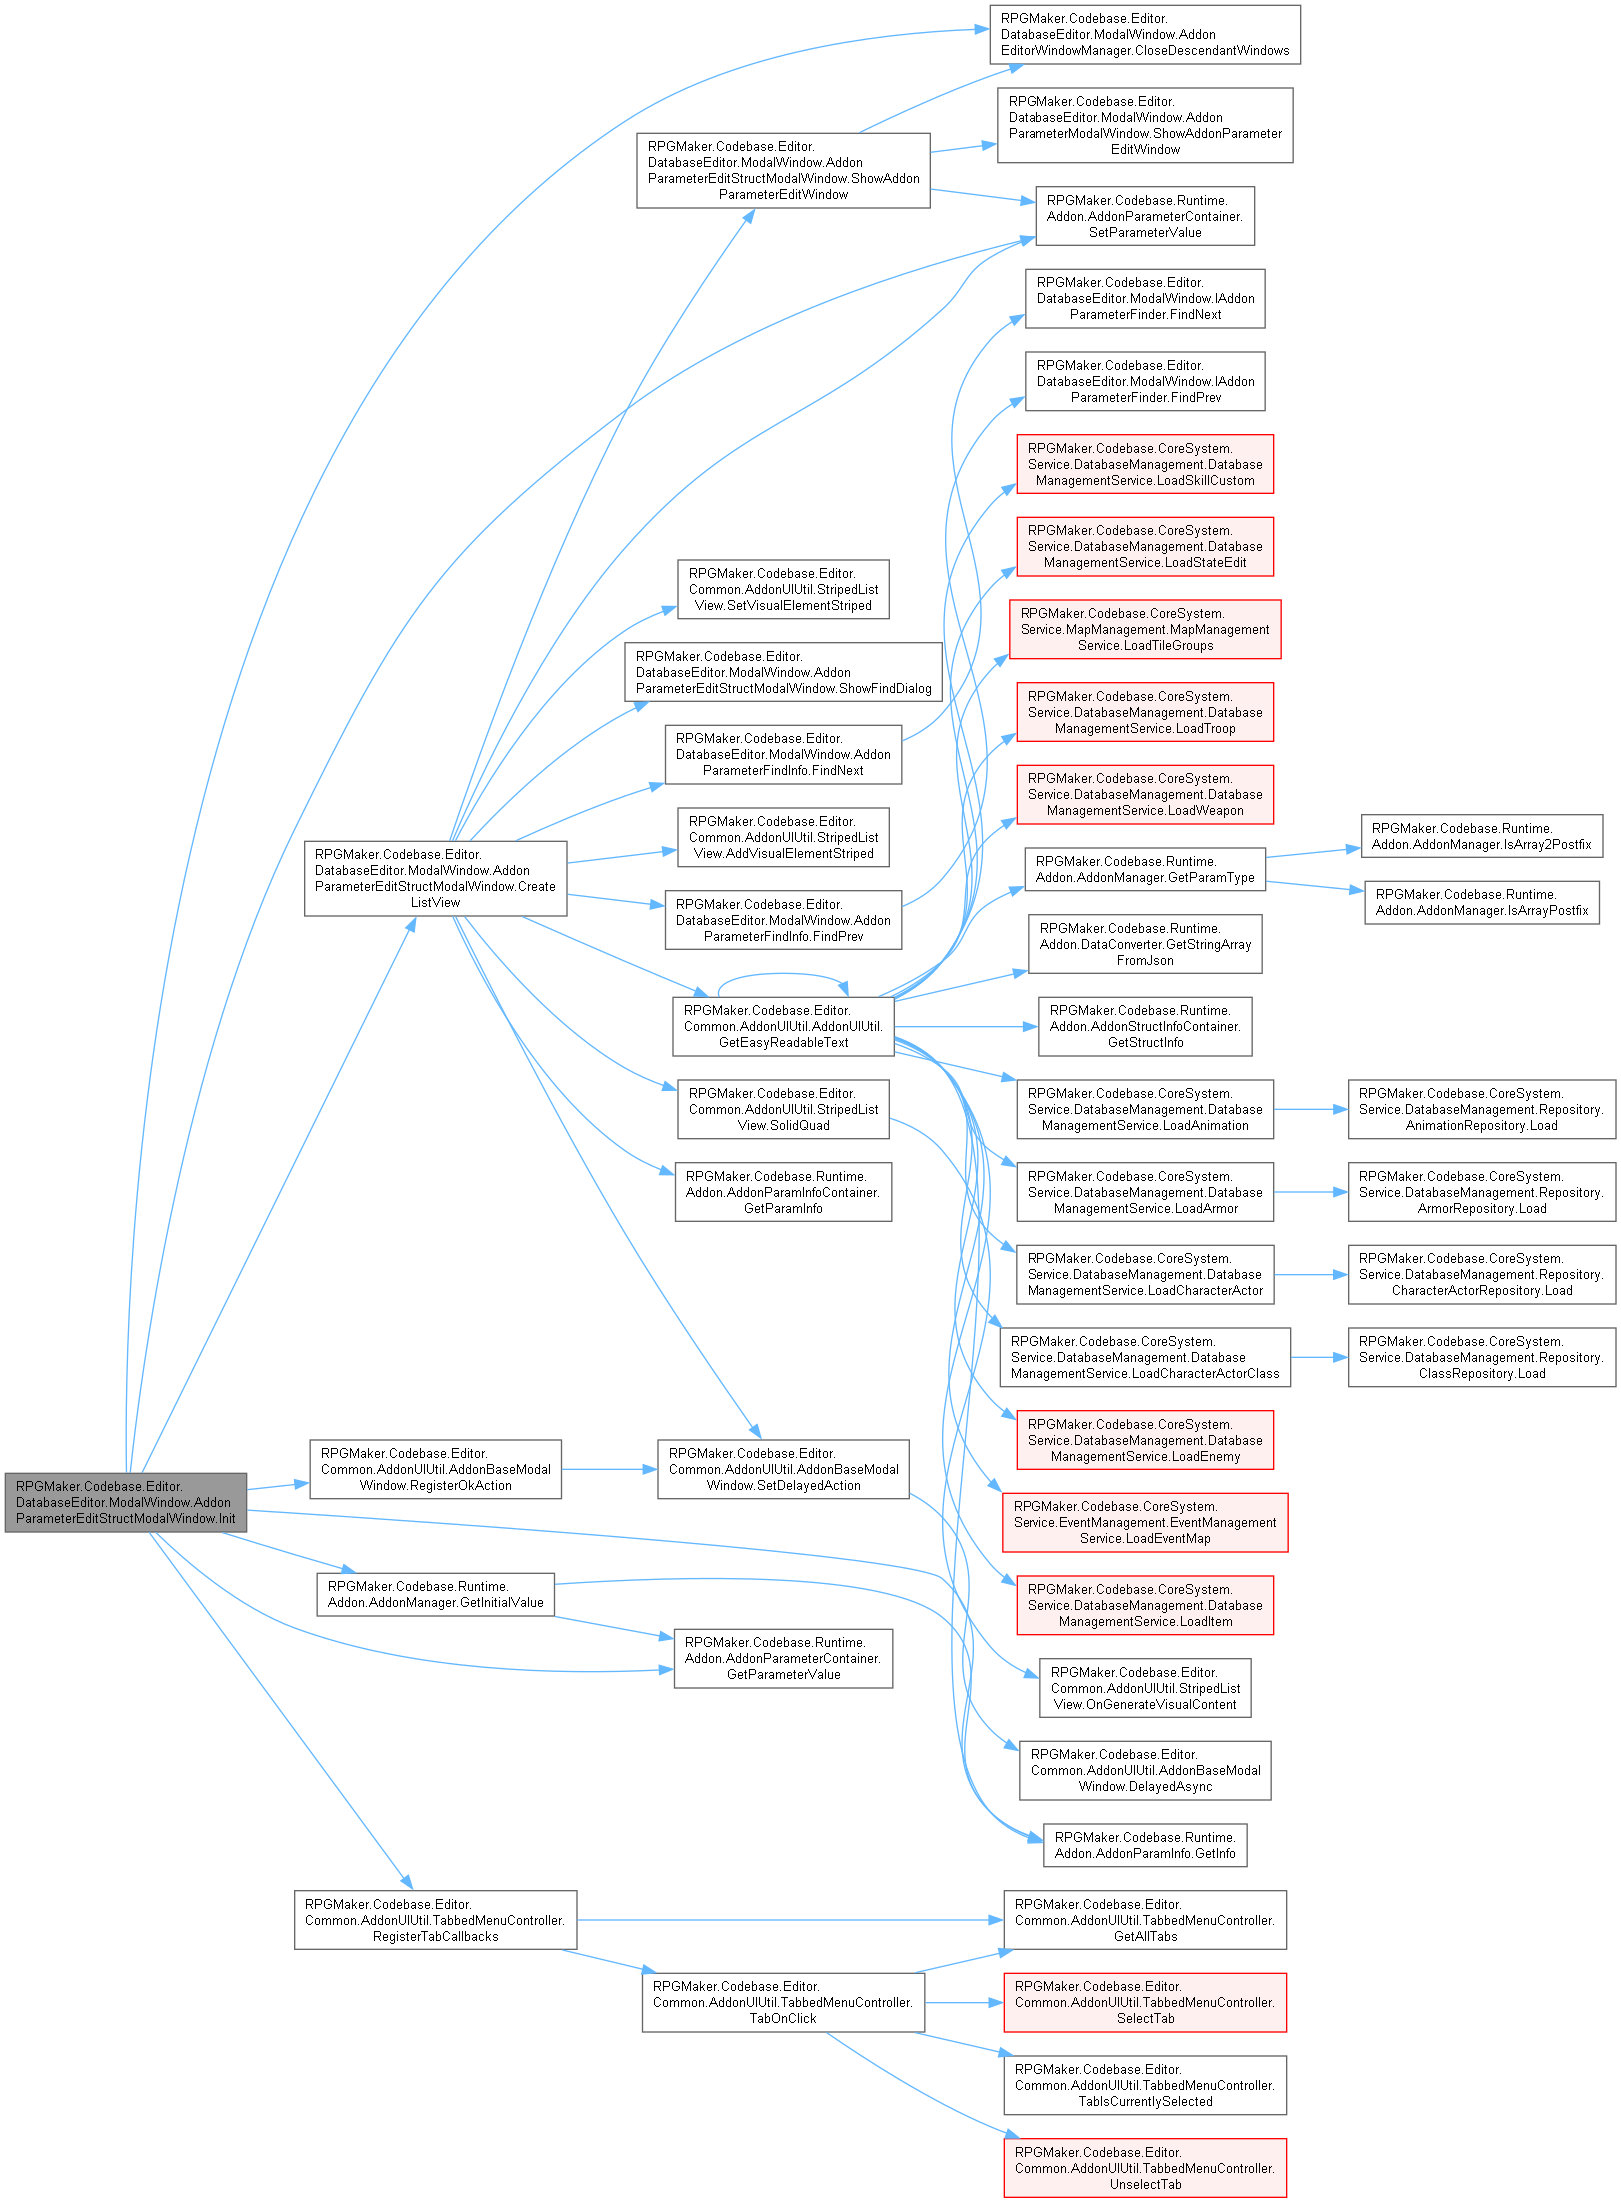 RPGMaker.Codebase.Editor.
DatabaseEditor.ModalWindow.Addon
EditorWindowManager.CloseDescendantWindows
RPGMaker.Codebase.Editor.
DatabaseEditor.ModalWindow.Addon
ParameterModalWindow.ShowAddonParameter
EditWindow
RPGMaker.Codebase.Editor.
DatabaseEditor.ModalWindow.Addon
ParameterEditStructModalWindow.ShowAddon
ParameterEditWindow
RPGMaker.Codebase.Runtime.
Addon.AddonParameterContainer.
SetParameterValue
RPGMaker.Codebase.Editor.
DatabaseEditor.ModalWindow.IAddon
ParameterFinder.FindNext
RPGMaker.Codebase.Editor.
DatabaseEditor.ModalWindow.IAddon
ParameterFinder.FindPrev
RPGMaker.Codebase.CoreSystem.
Service.DatabaseManagement.Database
ManagementService.LoadSkillCustom
RPGMaker.Codebase.CoreSystem.
Service.DatabaseManagement.Database
ManagementService.LoadStateEdit
RPGMaker.Codebase.Editor.
Common.AddonUIUtil.StripedList
View.SetVisualElementStriped
RPGMaker.Codebase.CoreSystem.
Service.MapManagement.MapManagement
Service.LoadTileGroups
RPGMaker.Codebase.Editor.
DatabaseEditor.ModalWindow.Addon
ParameterEditStructModalWindow.ShowFindDialog
RPGMaker.Codebase.CoreSystem.
Service.DatabaseManagement.Database
ManagementService.LoadTroop
RPGMaker.Codebase.Editor.
DatabaseEditor.ModalWindow.Addon
ParameterFindInfo.FindNext
RPGMaker.Codebase.CoreSystem.
Service.DatabaseManagement.Database
ManagementService.LoadWeapon
RPGMaker.Codebase.Editor.
Common.AddonUIUtil.StripedList
View.AddVisualElementStriped
RPGMaker.Codebase.Runtime.
Addon.AddonManager.IsArray2Postfix
RPGMaker.Codebase.Editor.
DatabaseEditor.ModalWindow.Addon
ParameterEditStructModalWindow.Create
ListView
RPGMaker.Codebase.Runtime.
Addon.AddonManager.GetParamType
RPGMaker.Codebase.Runtime.
Addon.AddonManager.IsArrayPostfix
RPGMaker.Codebase.Editor.
DatabaseEditor.ModalWindow.Addon
ParameterFindInfo.FindPrev
RPGMaker.Codebase.Runtime.
Addon.DataConverter.GetStringArray
FromJson
RPGMaker.Codebase.Editor.
Common.AddonUIUtil.AddonUIUtil.
GetEasyReadableText
RPGMaker.Codebase.Runtime.
Addon.AddonStructInfoContainer.
GetStructInfo
RPGMaker.Codebase.Editor.
Common.AddonUIUtil.StripedList
View.SolidQuad
RPGMaker.Codebase.CoreSystem.
Service.DatabaseManagement.Database
ManagementService.LoadAnimation
RPGMaker.Codebase.CoreSystem.
Service.DatabaseManagement.Repository.
AnimationRepository.Load
RPGMaker.Codebase.Runtime.
Addon.AddonParamInfoContainer.
GetParamInfo
RPGMaker.Codebase.CoreSystem.
Service.DatabaseManagement.Database
ManagementService.LoadArmor
RPGMaker.Codebase.CoreSystem.
Service.DatabaseManagement.Repository.
ArmorRepository.Load
RPGMaker.Codebase.CoreSystem.
Service.DatabaseManagement.Database
ManagementService.LoadCharacterActor
RPGMaker.Codebase.CoreSystem.
Service.DatabaseManagement.Repository.
CharacterActorRepository.Load
RPGMaker.Codebase.CoreSystem.
Service.DatabaseManagement.Database
ManagementService.LoadCharacterActorClass
RPGMaker.Codebase.CoreSystem.
Service.DatabaseManagement.Repository.
ClassRepository.Load
RPGMaker.Codebase.CoreSystem.
Service.DatabaseManagement.Database
ManagementService.LoadEnemy
RPGMaker.Codebase.Editor.
DatabaseEditor.ModalWindow.Addon
ParameterEditStructModalWindow.Init
RPGMaker.Codebase.Editor.
Common.AddonUIUtil.AddonBaseModal
Window.RegisterOkAction
RPGMaker.Codebase.Editor.
Common.AddonUIUtil.AddonBaseModal
Window.SetDelayedAction
RPGMaker.Codebase.CoreSystem.
Service.EventManagement.EventManagement
Service.LoadEventMap
RPGMaker.Codebase.Runtime.
Addon.AddonManager.GetInitialValue
RPGMaker.Codebase.CoreSystem.
Service.DatabaseManagement.Database
ManagementService.LoadItem
RPGMaker.Codebase.Runtime.
Addon.AddonParameterContainer.
GetParameterValue
RPGMaker.Codebase.Editor.
Common.AddonUIUtil.StripedList
View.OnGenerateVisualContent
RPGMaker.Codebase.Editor.
Common.AddonUIUtil.AddonBaseModal
Window.DelayedAsync
RPGMaker.Codebase.Runtime.
Addon.AddonParamInfo.GetInfo
RPGMaker.Codebase.Editor.
Common.AddonUIUtil.TabbedMenuController.
RegisterTabCallbacks
RPGMaker.Codebase.Editor.
Common.AddonUIUtil.TabbedMenuController.
GetAllTabs
RPGMaker.Codebase.Editor.
Common.AddonUIUtil.TabbedMenuController.
TabOnClick
RPGMaker.Codebase.Editor.
Common.AddonUIUtil.TabbedMenuController.
SelectTab
RPGMaker.Codebase.Editor.
Common.AddonUIUtil.TabbedMenuController.
TabIsCurrentlySelected
RPGMaker.Codebase.Editor.
Common.AddonUIUtil.TabbedMenuController.
UnselectTab